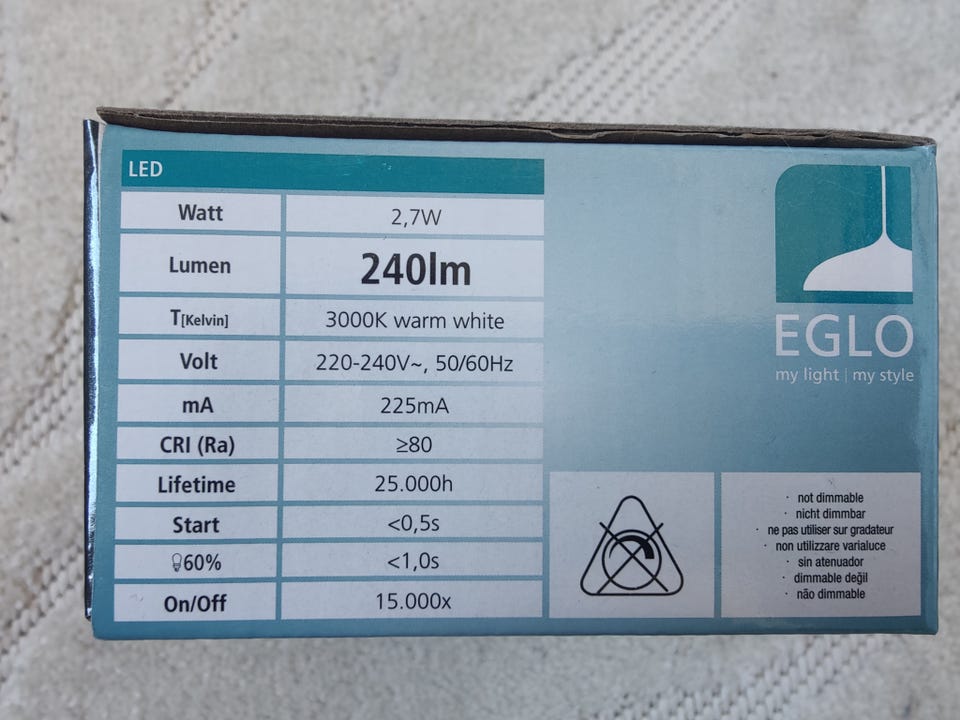 LED
Watt 2,7W
Lumen 240lm
T[Kelvin] 3000K warm white
Volt 220-240V~, 50/60Hz
mA 225mA
CRI (Ra) ≥80
Lifetime 25.000h
Start <0,5s
60% <1,0s
On/Off 15.000x
EGLO
my light | my style
· not dimmable
· nicht dimmbar
· ne pas utiliser sur gradateur
· non utilizzare varialuce
· sin atenuador
· dimmable değil
· não dimmable